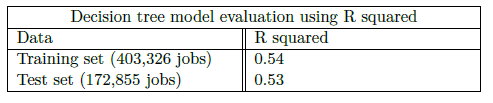 Decision tree model evaluation using R squared
Data R squared
Training set (403,326 jobs) 0.54
Test set (172,855 jobs) 0.53